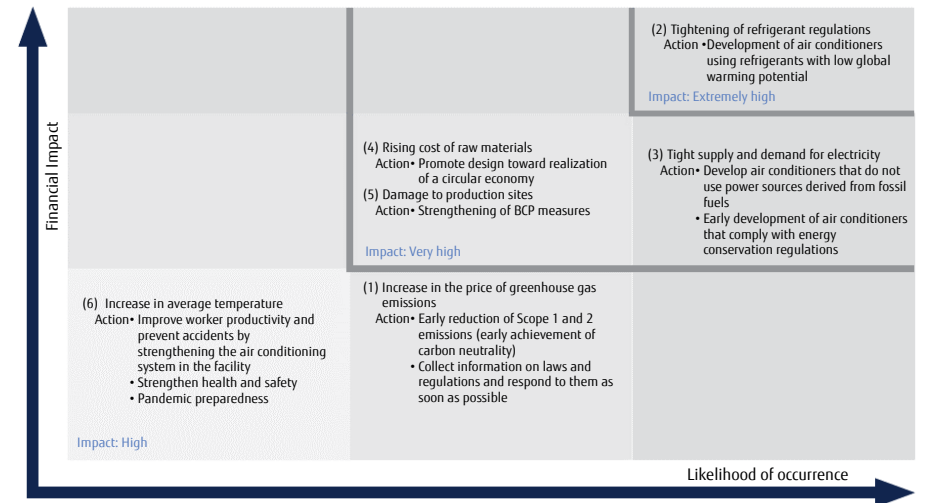 Financial Impact
(2) Tightening of refrigerant regulations
Action •Development of air conditioners
using refrigerants with low global
warming potential
Impact: Extremely high
(4) Rising cost of raw materials
Action• Promote design toward realization
of a circular economy
(5) Damage to production sites
Action• Strengthening of BCP measures
Impact: Very high
(3) Tight supply and demand for electricity
Action• Develop air conditioners that do not
use power sources derived from fossil
fuels
• Early development of air conditioners
that comply with energy
conservation regulations
(6) Increase in average temperature
Action• Improve worker productivity and
prevent accidents by
strengthening the air conditioning
system in the facility
• Strengthen health and safety
• Pandemic preparedness
Impact: High
(1) Increase in the price of greenhouse gas
emissions
Action• Early reduction of Scope 1 and 2
emissions (early achievement of
carbon neutrality)
• Collect information on laws and
regulations and respond to them as
soon as possible
Likelihood of occurrence